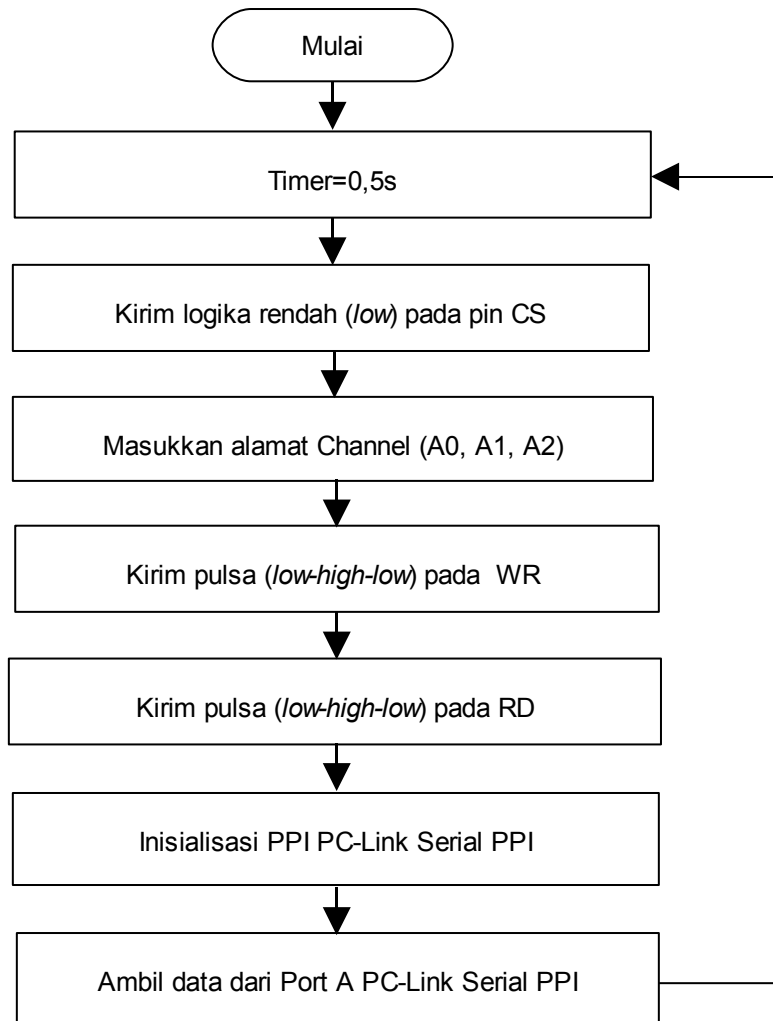 Mulai
Timer=0,5s
Kirim logika rendah (low) pada pin CS
Masukkan alamat Channel (A0, A1, A2)
Kirim pulsa (low-high-low) pada WR
Kirim pulsa (low-high-low) pada RD
Inisialisasi PPI PC-Link Serial PPI
Ambil data dari Port A PC-Link Serial PPI